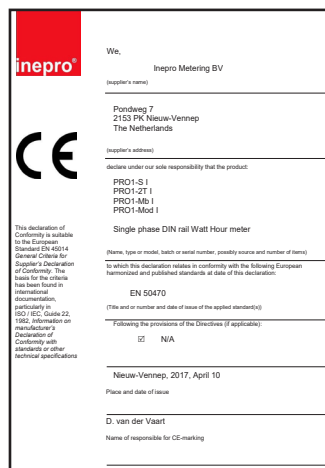 inepro®
CE
This declaration of
Conformity is suitable
to the European
Standard EN 45014
General Criteria for
Supplier's Declaration
of Conformity. The
basis for the criteria
has been found in
international
documentation,
particularly in
ISO / IEC, Guide 22,
1982, Information on
manufacturer's
Declaration of
Conformity with
standards or other
technical specifications
We,
Inepro Metering BV
(supplier's name)
Pondweg 7
2153 PK Nieuw-Vennep
The Netherlands
(supplier's address)
declare under our sole responsibility that the product:
PRO1-S I
PRO1-2T I
PRO1-Mb I
PRO1-Mod I
Single phase DIN rail Watt Hour meter
(Name, type or model, batch or serial number, possibly source and number of items)
to which this declaration relates in conformity with the following European
harmonized and published standards at date of this declaration:
EN 50470
(Title and or number and date of issue of the applied standard(s))
Following the provisions of the Directives (if applicable):
☑ N/A
Nieuw-Vennep, 2017, April 10
Place and date of issue
D. van der Vaart
Name of responsible for CE-marking